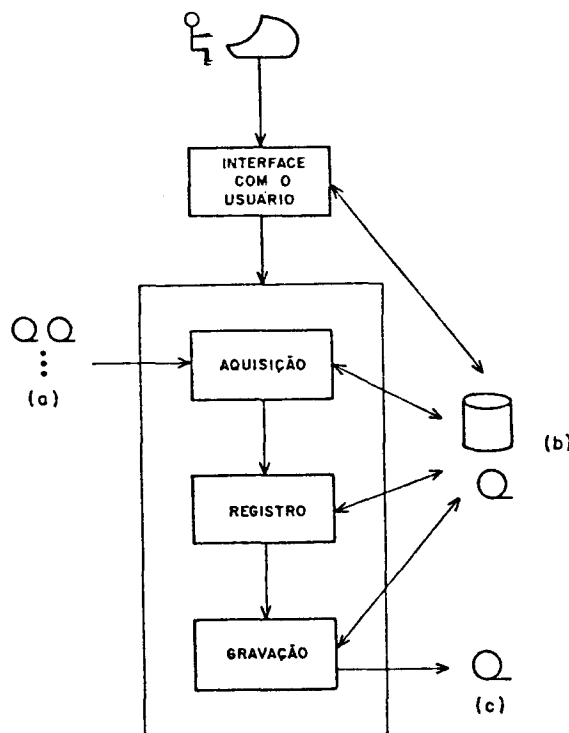 INTERFACE
COM O
USUÁRIO
(a)
AQUISIÇÃO
(b)
REGISTRO
GRAVAÇÃO
(c)